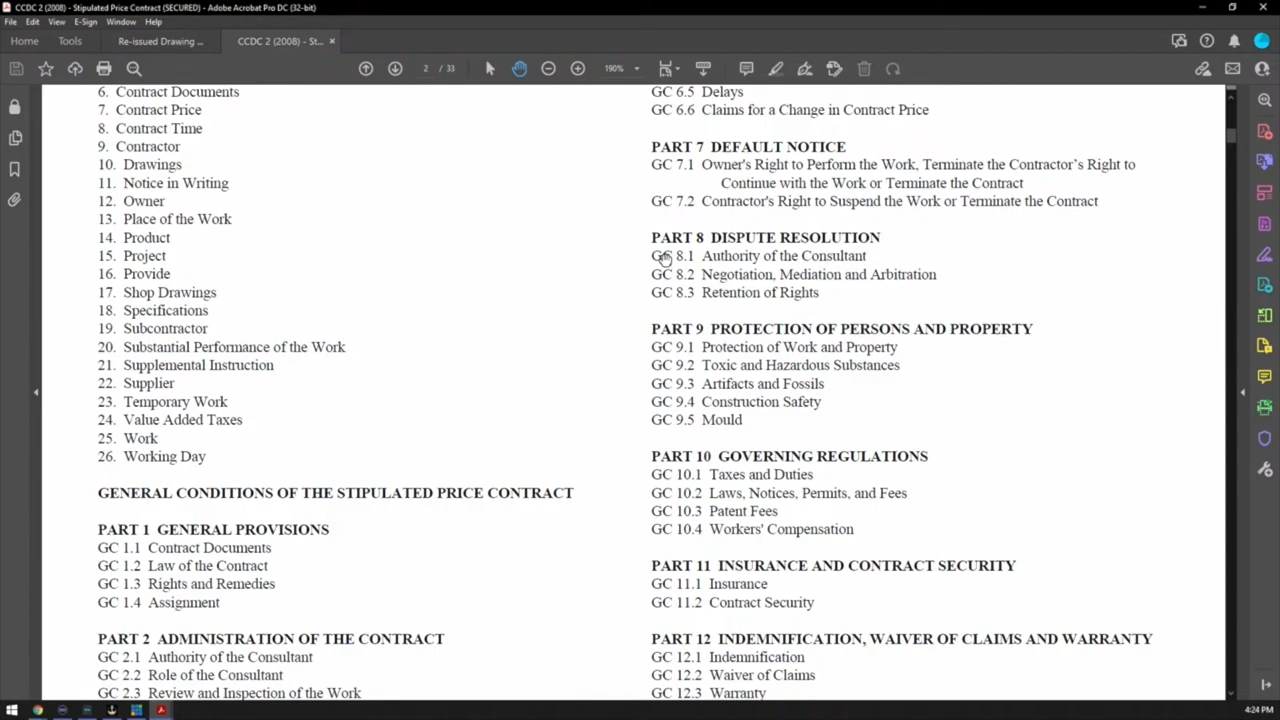 CCDC 2 (2008) - Stipulated Price Contract (SECURED) - Adobe Acrobat Pro DC (32-bit)
File Edit View E-Sign Window Help
Home Tools Re-issued Drawing ... CCDC 2 (2008) - St... ×
2 / 33 190%
6. Contract Documents
7. Contract Price
8. Contract Time
9. Contractor
10. Drawings
11. Notice in Writing
12. Owner
13. Place of the Work
14. Product
15. Project
16. Provide
17. Shop Drawings
18. Specifications
19. Subcontractor
20. Substantial Performance of the Work
21. Supplemental Instruction
22. Supplier
23. Temporary Work
24. Value Added Taxes
25. Work
26. Working Day
GENERAL CONDITIONS OF THE STIPULATED PRICE CONTRACT
PART 1 GENERAL PROVISIONS
GC 1.1 Contract Documents
GC 1.2 Law of the Contract
GC 1.3 Rights and Remedies
GC 1.4 Assignment
PART 2 ADMINISTRATION OF THE CONTRACT
GC 2.1 Authority of the Consultant
GC 2.2 Role of the Consultant
GC 2.3 Review and Inspection of the Work
GC 6.5 Delays
GC 6.6 Claims for a Change in Contract Price
PART 7 DEFAULT NOTICE
GC 7.1 Owner's Right to Perform the Work, Terminate the Contractor's Right to
Continue with the Work or Terminate the Contract
GC 7.2 Contractor's Right to Suspend the Work or Terminate the Contract
PART 8 DISPUTE RESOLUTION
GC 8.1 Authority of the Consultant
GC 8.2 Negotiation, Mediation and Arbitration
GC 8.3 Retention of Rights
PART 9 PROTECTION OF PERSONS AND PROPERTY
GC 9.1 Protection of Work and Property
GC 9.2 Toxic and Hazardous Substances
GC 9.3 Artifacts and Fossils
GC 9.4 Construction Safety
GC 9.5 Mould
PART 10 GOVERNING REGULATIONS
GC 10.1 Taxes and Duties
GC 10.2 Laws, Notices, Permits, and Fees
GC 10.3 Patent Fees
GC 10.4 Workers' Compensation
PART 11 INSURANCE AND CONTRACT SECURITY
GC 11.1 Insurance
GC 11.2 Contract Security
PART 12 INDEMNIFICATION, WAIVER OF CLAIMS AND WARRANTY
GC 12.1 Indemnification
GC 12.2 Waiver of Claims
GC 12.3 Warranty
4:24 PM